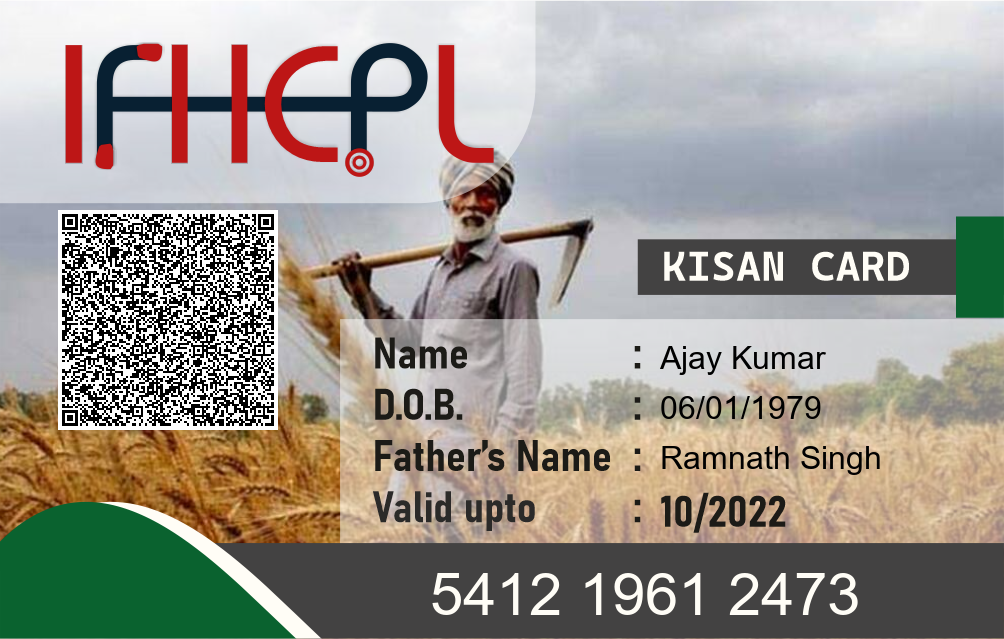 IFHEPL
KISAN CARD
Name : Ajay Kumar
D.O.B. : 06/01/1979
Father's Name : Ramnath Singh
Valid upto : 10/2022
5412 1961 2473